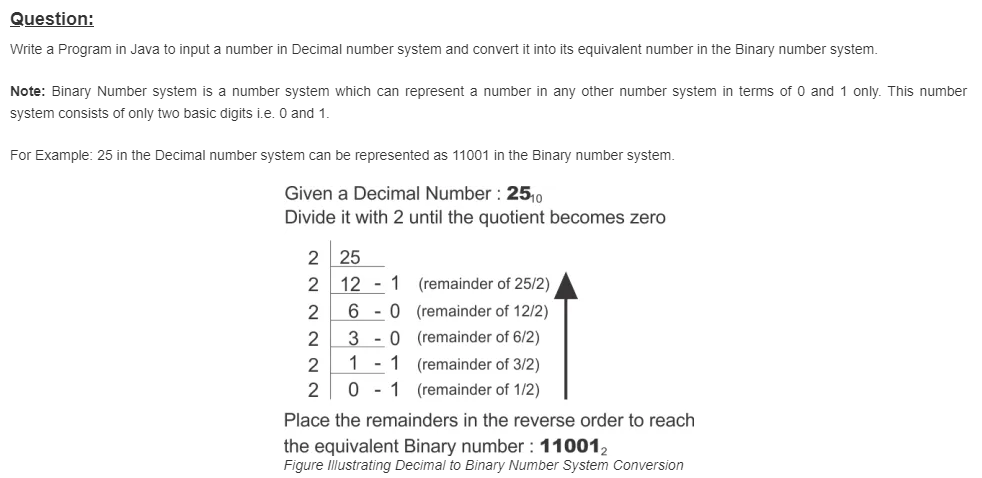 Question:
Write a Program in Java to input a number in Decimal number system and convert it into its equivalent number in the Binary number system.
Note: Binary Number system is a number system which can represent a number in any other number system in terms of 0 and 1 only. This number
system consists of only two basic digits i.e. 0 and 1.
For Example: 25 in the Decimal number system can be represented as 11001 in the Binary number system.
Given a Decimal Number : 25₁₀
Divide it with 2 until the quotient becomes zero
2 25
2 12 - 1 (remainder of 25/2)
2 6 - 0 (remainder of 12/2)
2 3 - 0 (remainder of 6/2)
2 1 - 1 (remainder of 3/2)
2 0 - 1 (remainder of 1/2)
Place the remainders in the reverse order to reach
the equivalent Binary number : 11001₂
Figure Illustrating Decimal to Binary Number System Conversion